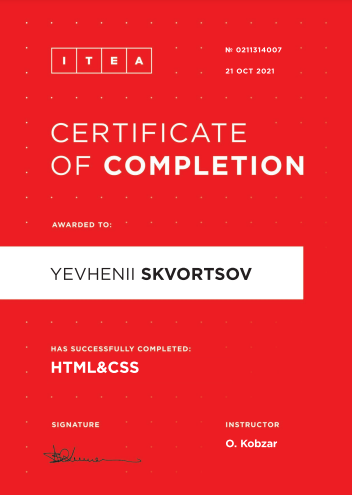 ITEA
№ 0211314007
21 OCT 2021
CERTIFICATE
OF COMPLETION
AWARDED TO:
YEVHENII SKVORTSOV
HAS SUCCESSFULLY COMPLETED:
HTML&CSS
SIGNATURE
INSTRUCTOR
O. Kobzar